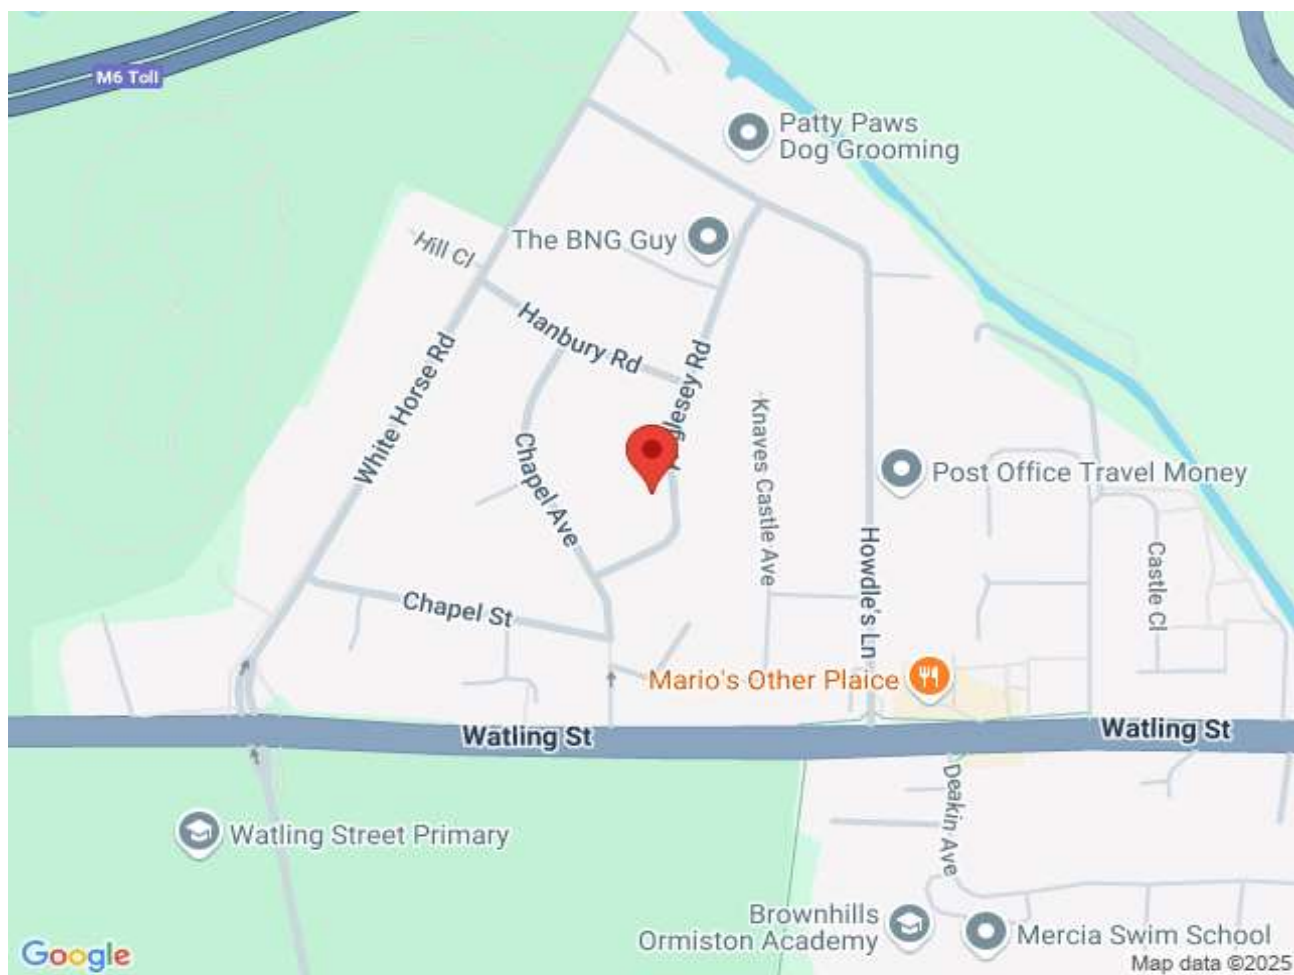 M6 Toll
Patty Paws
Dog Grooming
The BNG Guy
Hill Cl
Hanbury Rd
White Horse Rd
glesey Rd
Knaves Castle Ave
Chapel Ave
Post Office Travel Money
Howdle's Ln
Castle Cl
Chapel St
Mario's Other Plaice
Watling St
Watling St
Deakin Ave
Watling Street Primary
Brownhills
Ormiston Academy
Mercia Swim School
Google
Map data ©2025